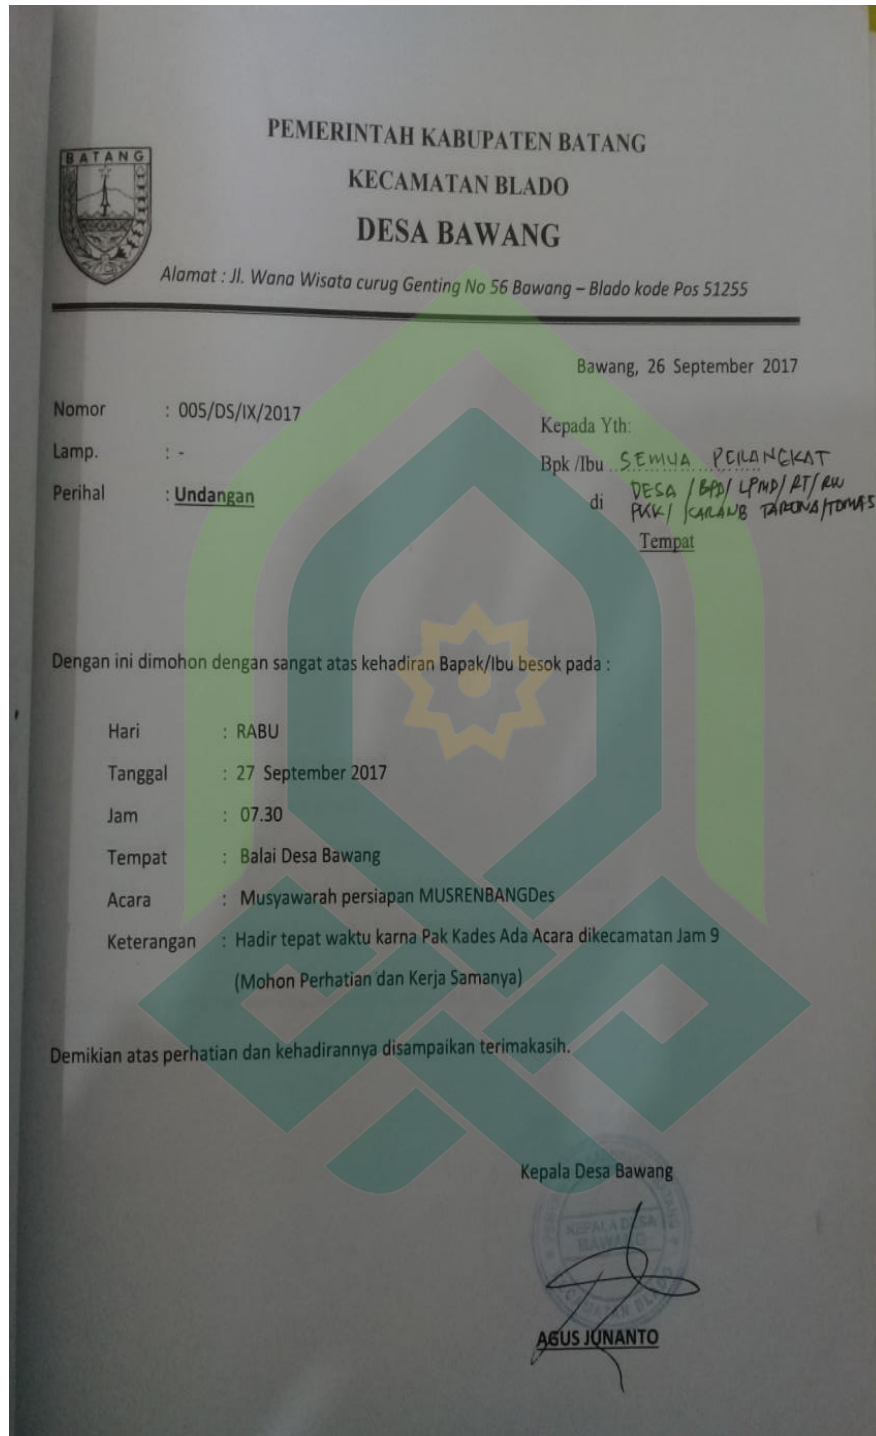 BATANG
PEMERINTAH KABUPATEN BATANG
KECAMATAN BLADO
DESA BAWANG
Alamat : Jl. Wana Wisata curug Genting No 56 Bawang – Blado kode Pos 51255
Bawang, 26 September 2017
Nomor : 005/DS/IX/2017
Lamp. : -
Perihal : Undangan
Kepada Yth:
Bpk /Ibu SEMUA PERANGKAT
di DESA / BPD/ LPMD/ RT/ RW
PKK/ KARANG TARUNA/TOMAS
Tempat
Dengan ini dimohon dengan sangat atas kehadiran Bapak/Ibu besok pada :
Hari : RABU
Tanggal : 27 September 2017
Jam : 07.30
Tempat : Balai Desa Bawang
Acara : Musyawarah persiapan MUSRENBANGDes
Keterangan : Hadir tepat waktu karna Pak Kades Ada Acara dikecamatan Jam 9
(Mohon Perhatian dan Kerja Samanya)
Demikian atas perhatian dan kehadirannya disampaikan terimakasih.
Kepala Desa Bawang
KEPALA DESA
BAWANG
AGUS JUNANTO